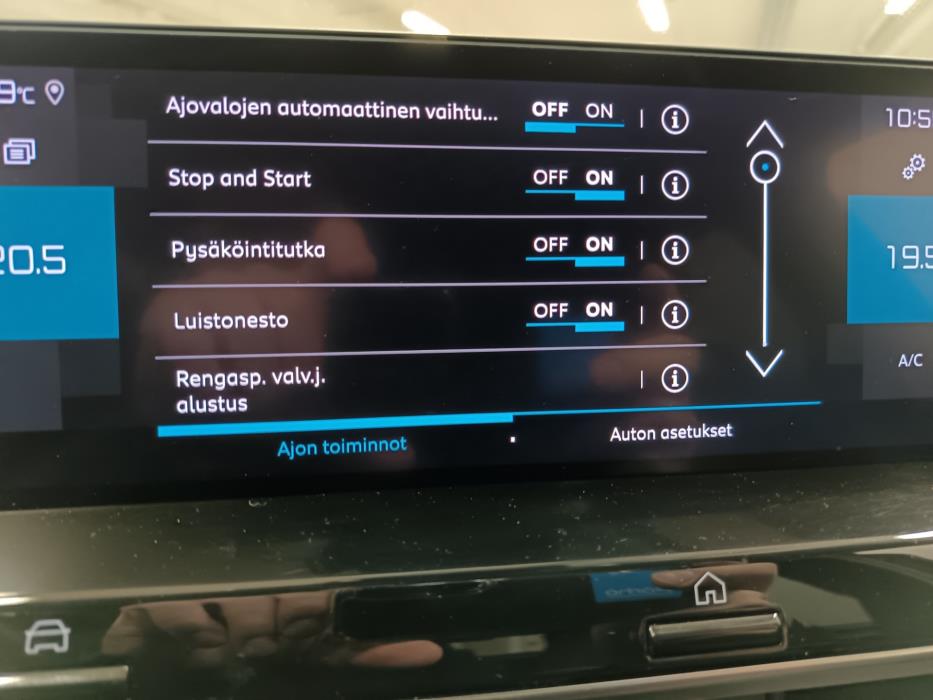 9°C
Ajovalojen automaattinen vaihtu... OFF ON
10:5
Stop and Start OFF ON
Pysäköintitutka OFF ON
20.5
19.5
Luistonesto OFF ON
A/C
Rengasp. valv.j.
alustus
Ajon toiminnot
Auton asetukset